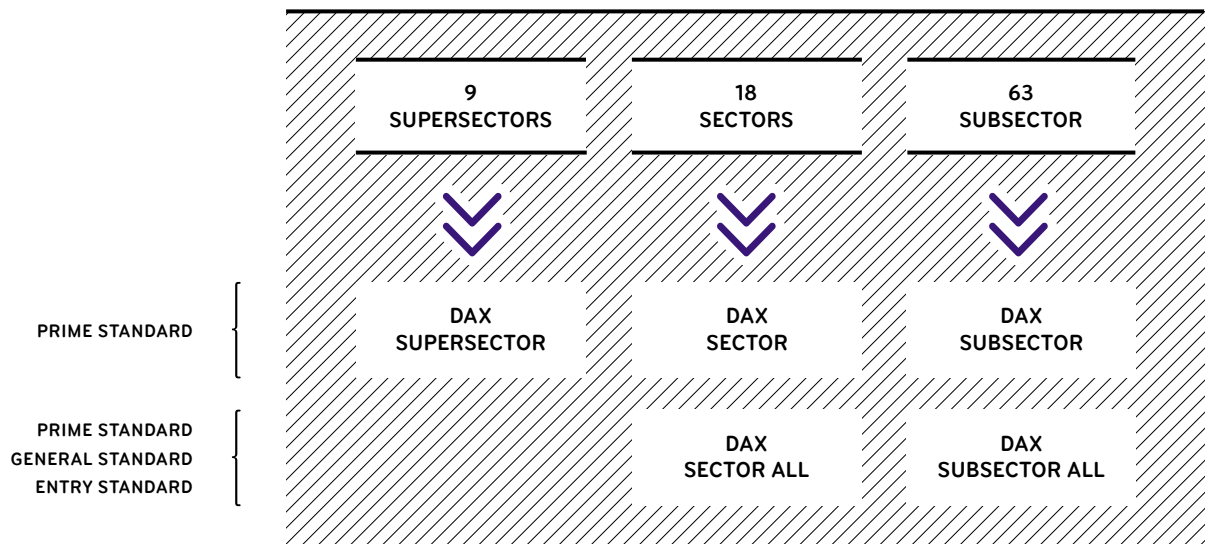 9
SUPERSECTORS
18
SECTORS
63
SUBSECTOR
PRIME STANDARD
DAX
SUPERSECTOR
DAX
SECTOR
DAX
SUBSECTOR
PRIME STANDARD
GENERAL STANDARD
ENTRY STANDARD
DAX
SECTOR ALL
DAX
SUBSECTOR ALL